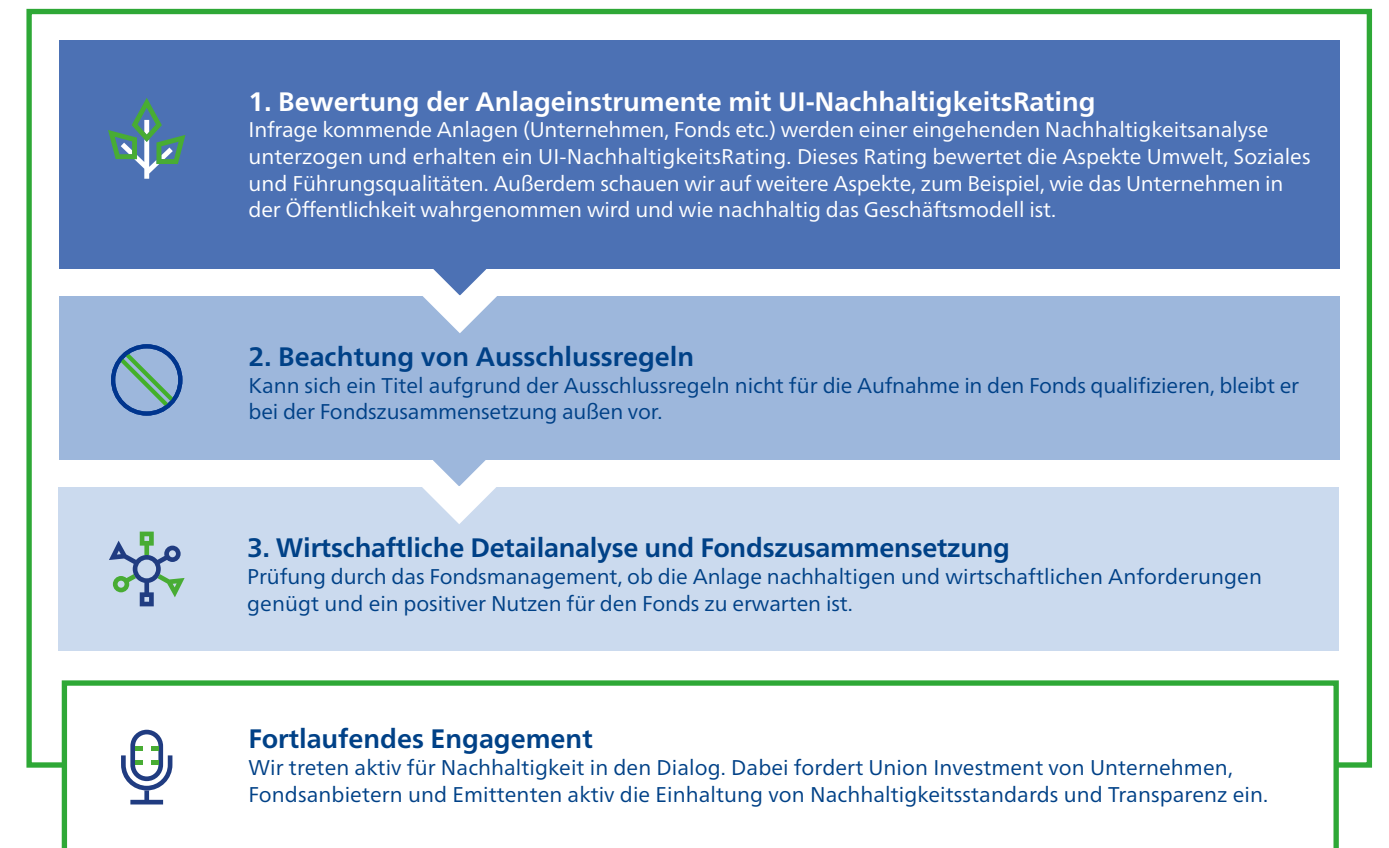 1. Bewertung der Anlageinstrumente mit UI-NachhaltigkeitsRating
Infrage kommende Anlagen (Unternehmen, Fonds etc.) werden einer eingehenden Nachhaltigkeitsanalyse
unterzogen und erhalten ein UI-NachhaltigkeitsRating. Dieses Rating bewertet die Aspekte Umwelt, Soziales
und Führungsqualitäten. Außerdem schauen wir auf weitere Aspekte, zum Beispiel, wie das Unternehmen in
der Öffentlichkeit wahrgenommen wird und wie nachhaltig das Geschäftsmodell ist.
2. Beachtung von Ausschlussregeln
Kann sich ein Titel aufgrund der Ausschlussregeln nicht für die Aufnahme in den Fonds qualifizieren, bleibt er
bei der Fondszusammensetzung außen vor.
3. Wirtschaftliche Detailanalyse und Fondszusammensetzung
Prüfung durch das Fondsmanagement, ob die Anlage nachhaltigen und wirtschaftlichen Anforderungen
genügt und ein positiver Nutzen für den Fonds zu erwarten ist.
Fortlaufendes Engagement
Wir treten aktiv für Nachhaltigkeit in den Dialog. Dabei fordert Union Investment von Unternehmen,
Fondsanbietern und Emittenten aktiv die Einhaltung von Nachhaltigkeitsstandards und Transparenz ein.